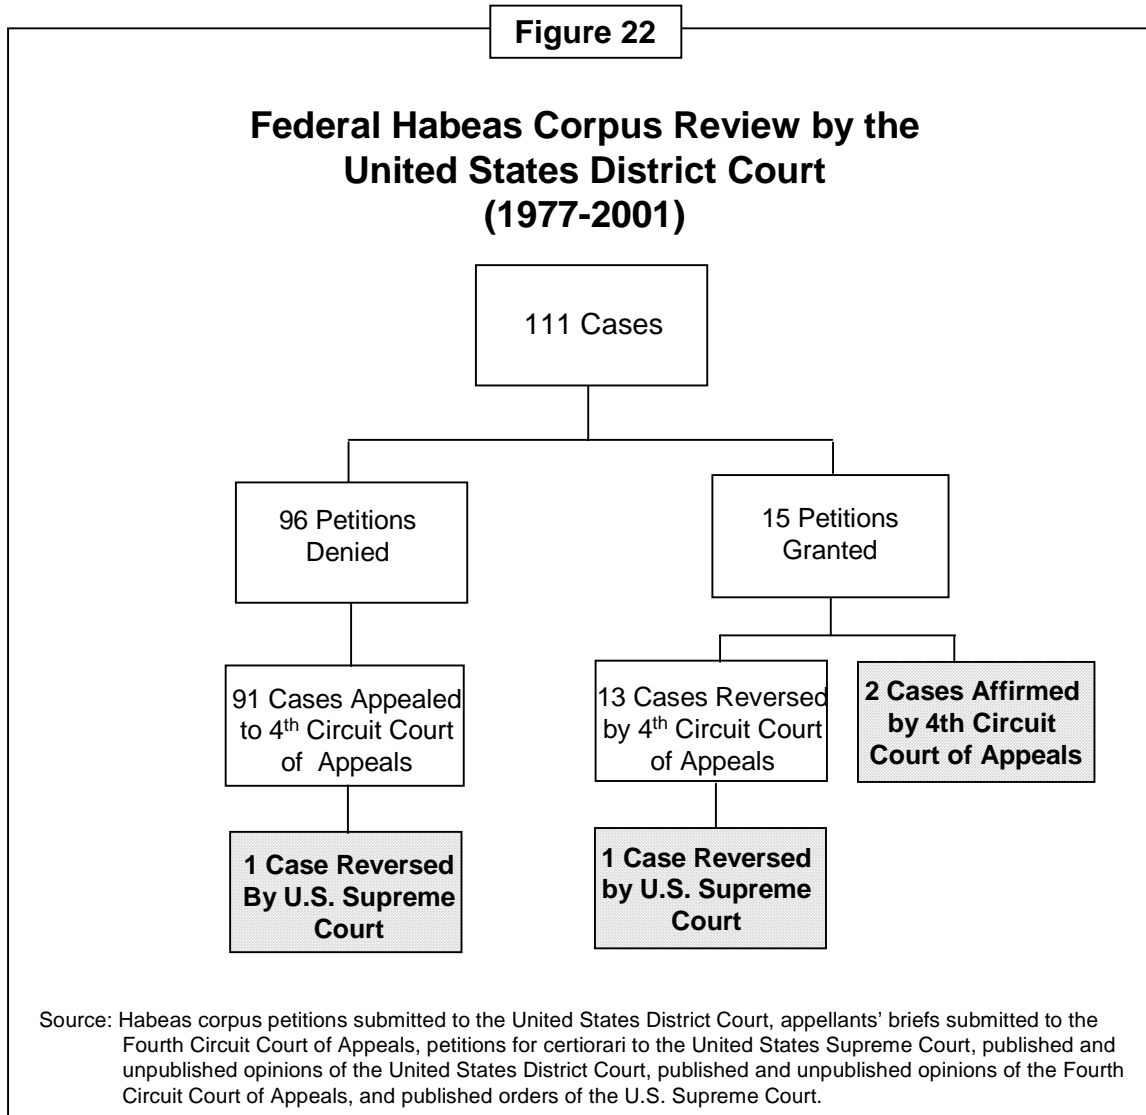 Figure 22
Federal Habeas Corpus Review by the
United States District Court
(1977-2001)
111 Cases
96 Petitions
Denied
15 Petitions
Granted
91 Cases Appealed
to 4th Circuit Court
of Appeals
13 Cases Reversed
by 4th Circuit Court
of Appeals
2 Cases Affirmed
by 4th Circuit
Court of Appeals
1 Case Reversed
By U.S. Supreme
Court
1 Case Reversed
by U.S. Supreme
Court
Source: Habeas corpus petitions submitted to the United States District Court, appellants’ briefs submitted to the
Fourth Circuit Court of Appeals, petitions for certiorari to the United States Supreme Court, published and
unpublished opinions of the United States District Court, published and unpublished opinions of the Fourth
Circuit Court of Appeals, and published orders of the U.S. Supreme Court.